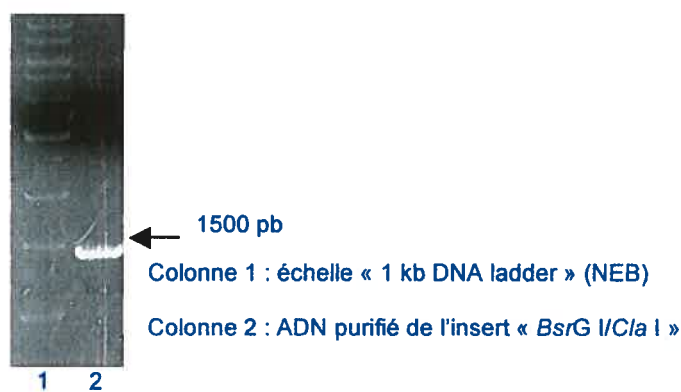 1500 pb
Colonne 1 : échelle « 1 kb DNA ladder » (NEB)
Colonne 2 : ADN purifié de l'insert « BsrG I/Cla I »
1 2